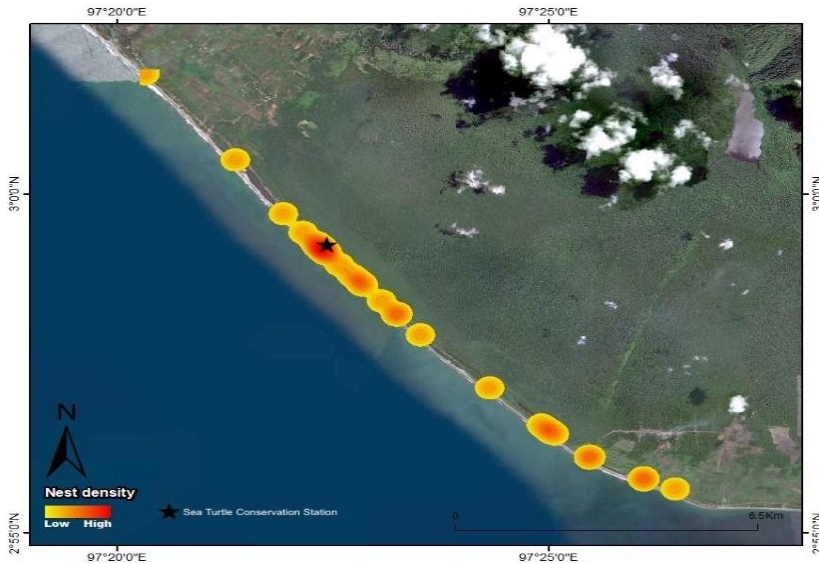 97°20'0"E 97°25'0"E
3°0'0"N 3°0'0"N
N
Nest density
Low High
Sea Turtle Conservation Station
0 6.5Km
2°55'0"N 2°55'0"N
97°20'0"E 97°25'0"E